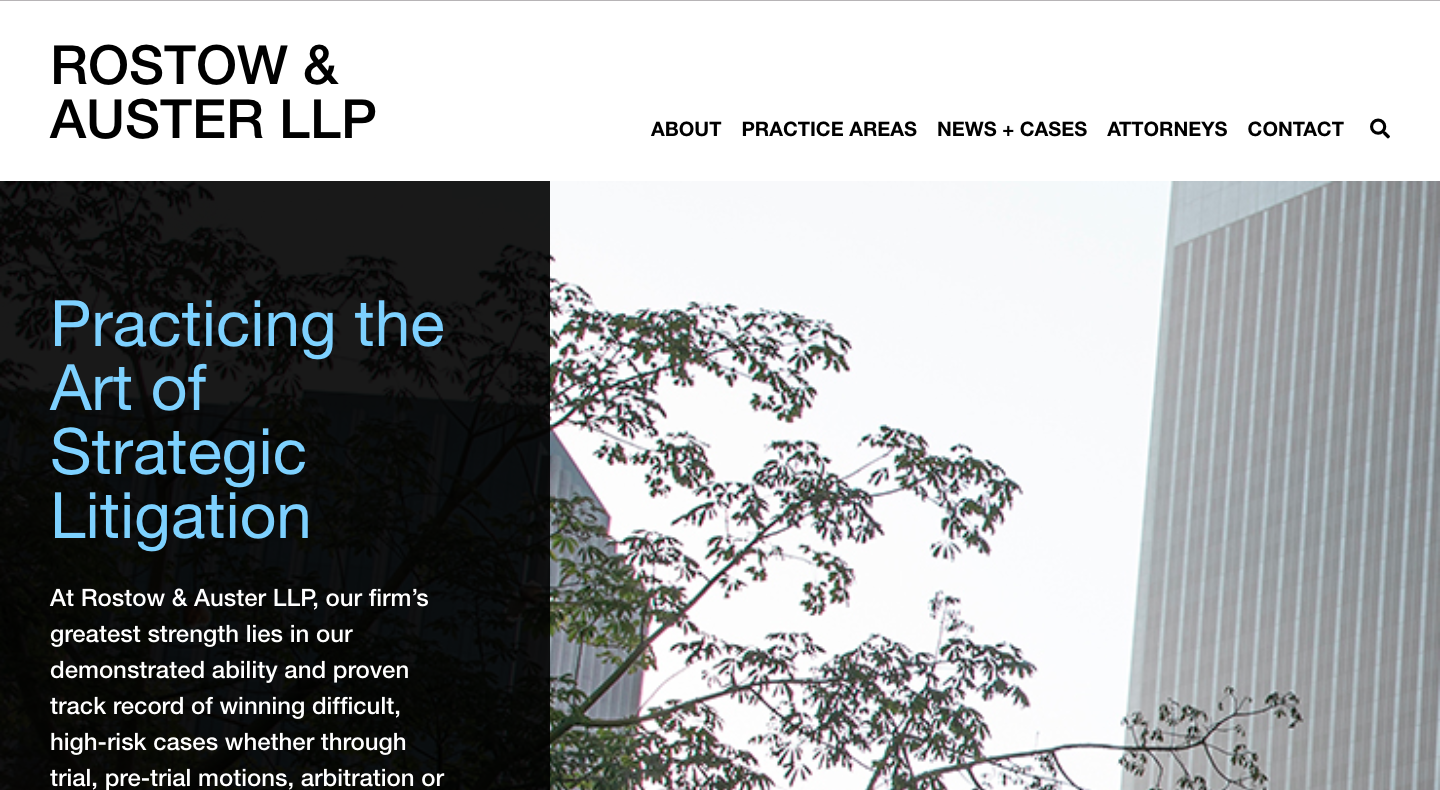 ROSTOW &
AUSTER LLP
ABOUT PRACTICE AREAS NEWS + CASES ATTORNEYS CONTACT
Practicing the
Art of
Strategic
Litigation
At Rostow & Auster LLP, our firm’s
greatest strength lies in our
demonstrated ability and proven
track record of winning difficult,
high-risk cases whether through
trial, pre-trial motions, arbitration or